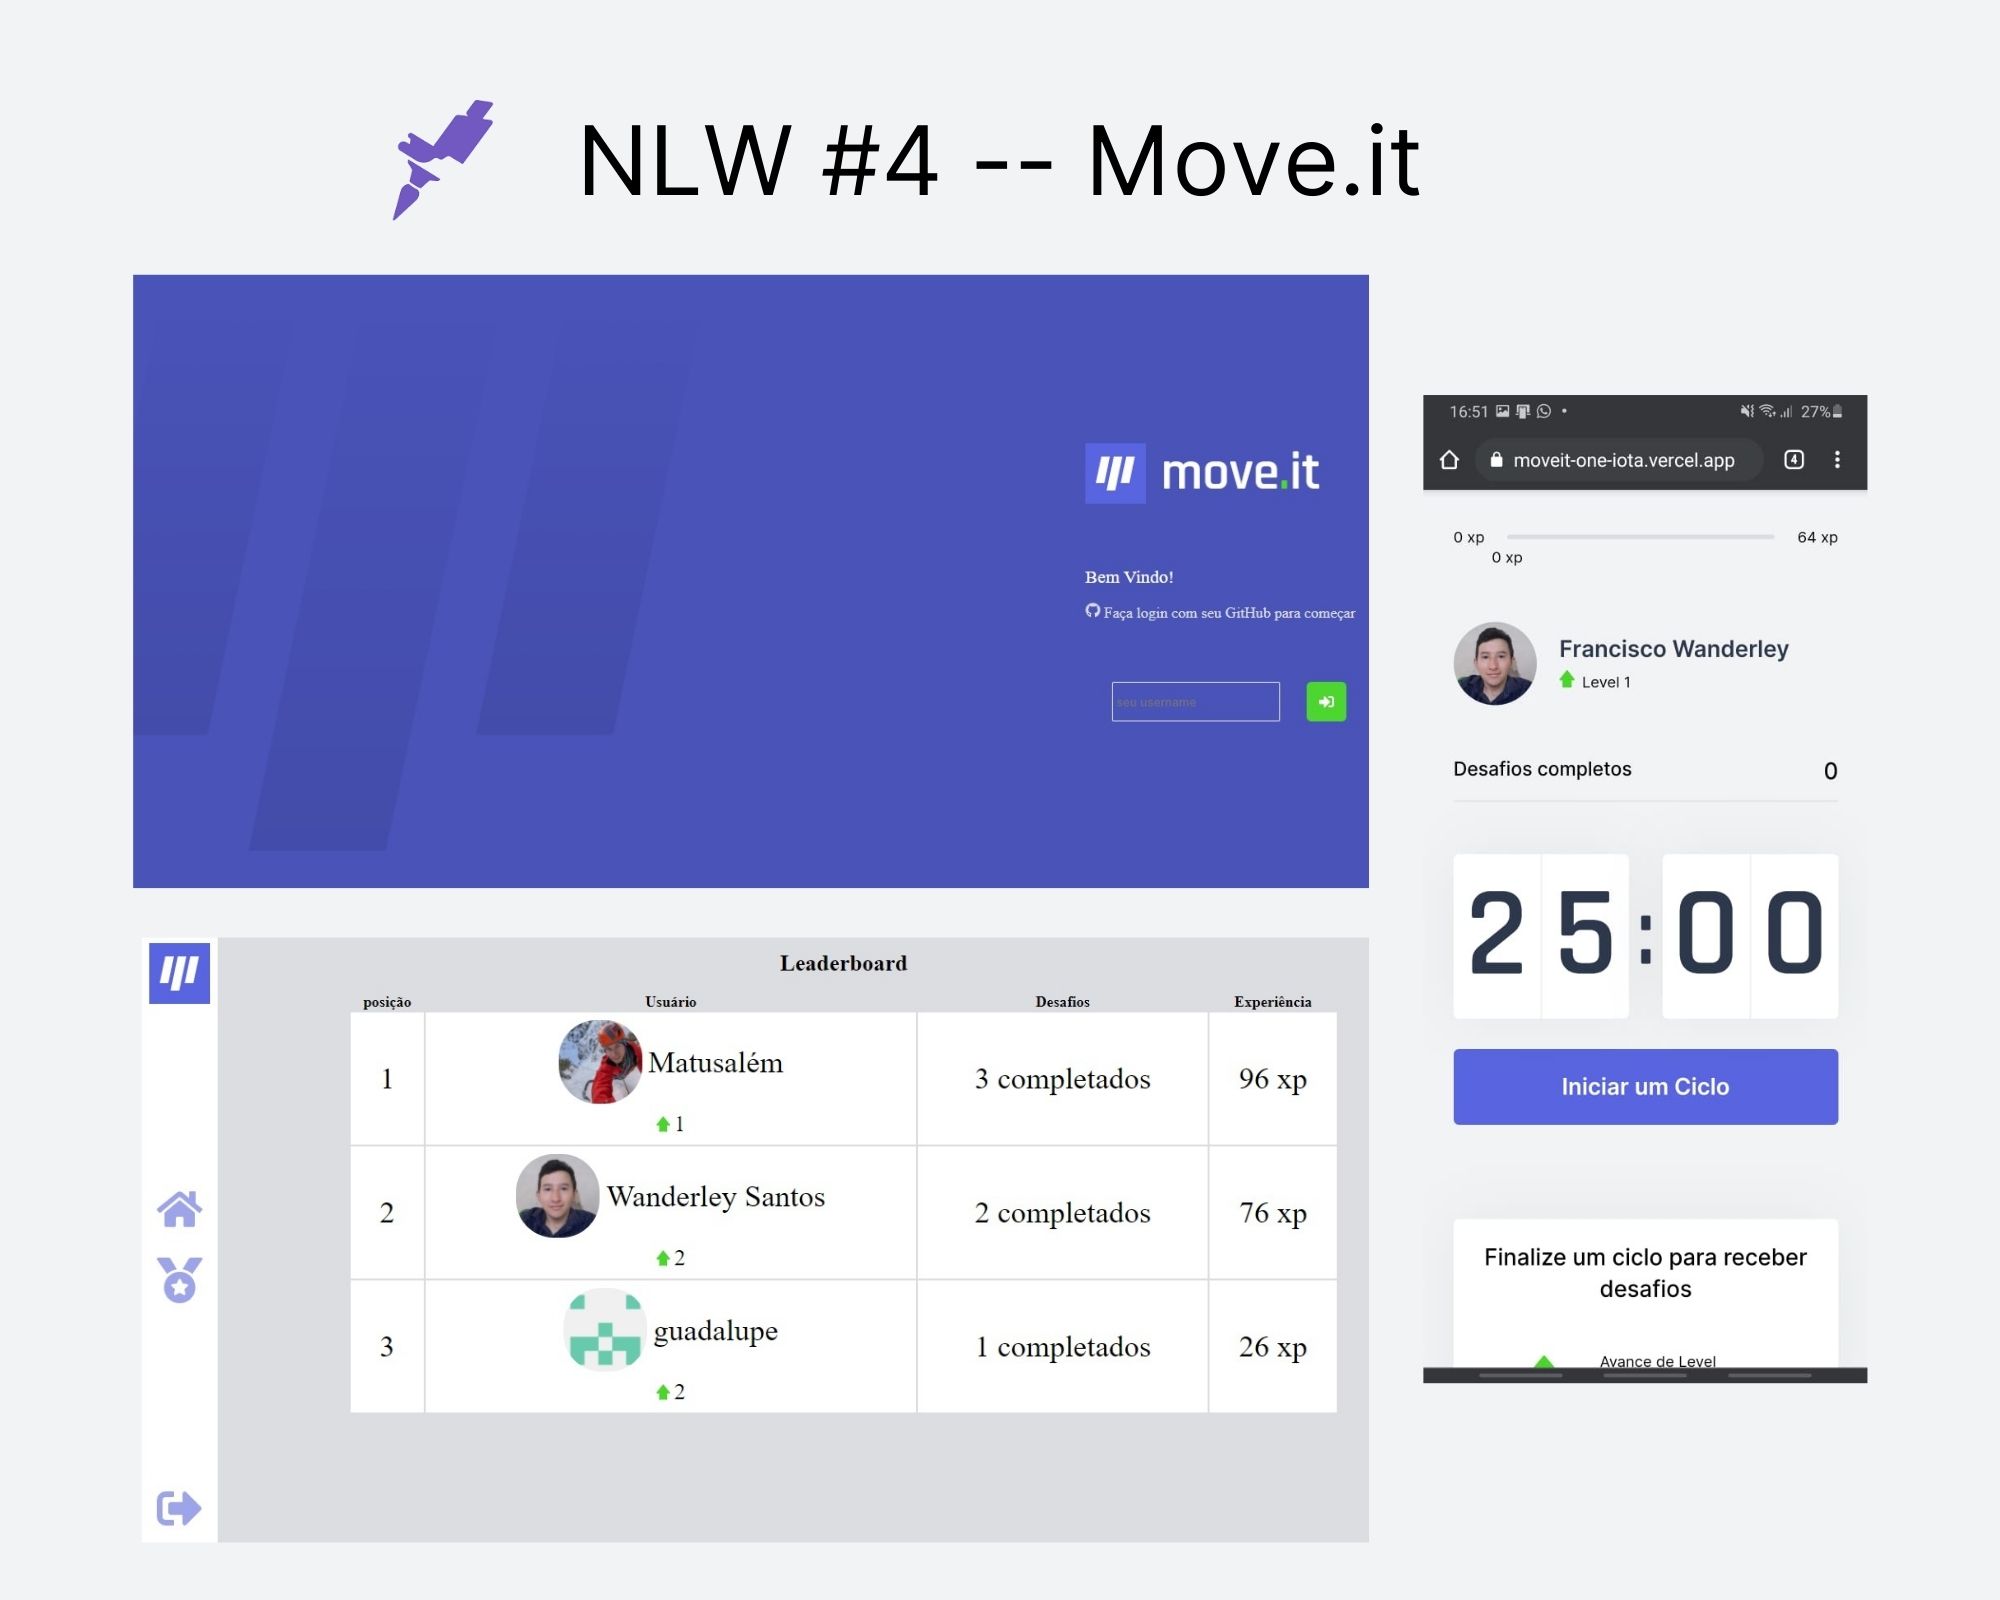 NLW #4 -- Move.it
move.it
Bem Vindo!
Faça login com seu GitHub para começar
seu username
16:51
27%
moveit-one-iota.vercel.app
4
0 xp
64 xp
0 xp
Francisco Wanderley
Level 1
Desafios completos
0
25:00
Iniciar um Ciclo
Finalize um ciclo para receber
desafios
Avance de Level
Leaderboard
posição Usuário Desafios Experiência
1 Matusalém 3 completados 96 xp
1
2 Wanderley Santos 2 completados 76 xp
2
3 guadalupe 1 completados 26 xp
2